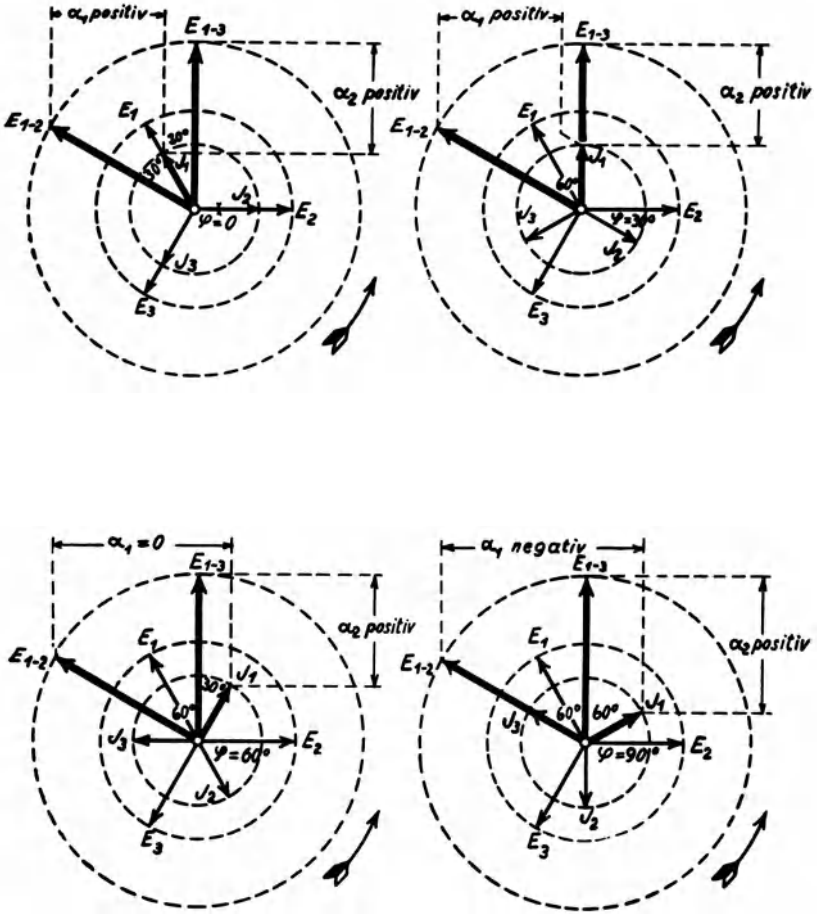 α₁ positiv
E₁₋₃
α₂ positiv
E₁₋₂
E₁
30°
30°
J₁
J₂
φ=0
E₂
J₃
E₃
α₁ positiv
E₁₋₃
α₂ positiv
E₁₋₂
E₁
J₁
60°
J₃
φ=30°
E₂
J₂
E₃
α₁=0
E₁₋₃
α₂ positiv
E₁₋₂
E₁
30°
J₁
60°
J₃
φ=60°
E₂
J₂
E₃
α₁ negativ
E₁₋₃
α₂ positiv
E₁₋₂
E₁
60°
60°
J₁
J₃
φ=90°
E₂
J₂
E₃